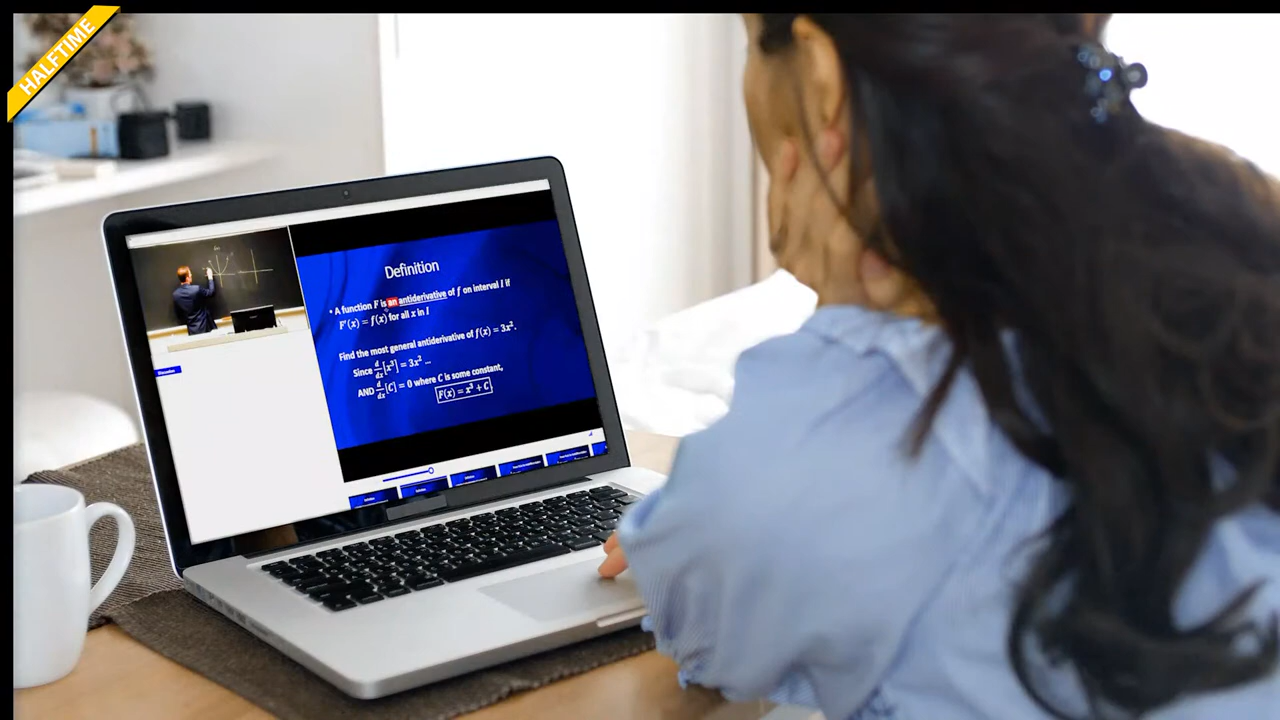 HALFTIME
Definition
• A function F is an antiderivative of f on interval I if
F'(x) = f(x) for all x in I
Find the most general antiderivative of f(x) = 3x².
Since d/dx [x³] = 3x² ...
AND d/dx [C] = 0 where C is some constant,
F(x) = x³ + C